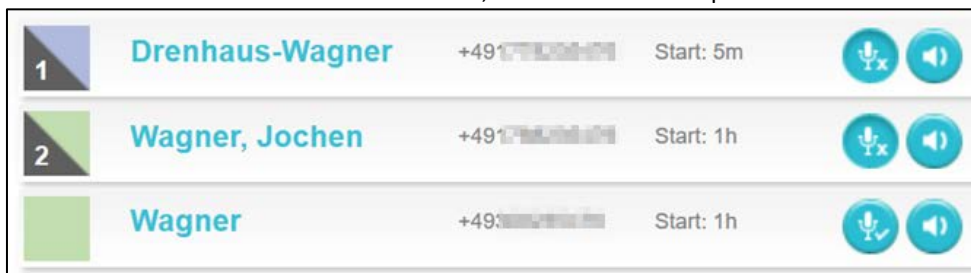 1 Drenhaus-Wagner +491 Start: 5m
2 Wagner, Jochen +491 Start: 1h
Wagner +493 Start: 1h